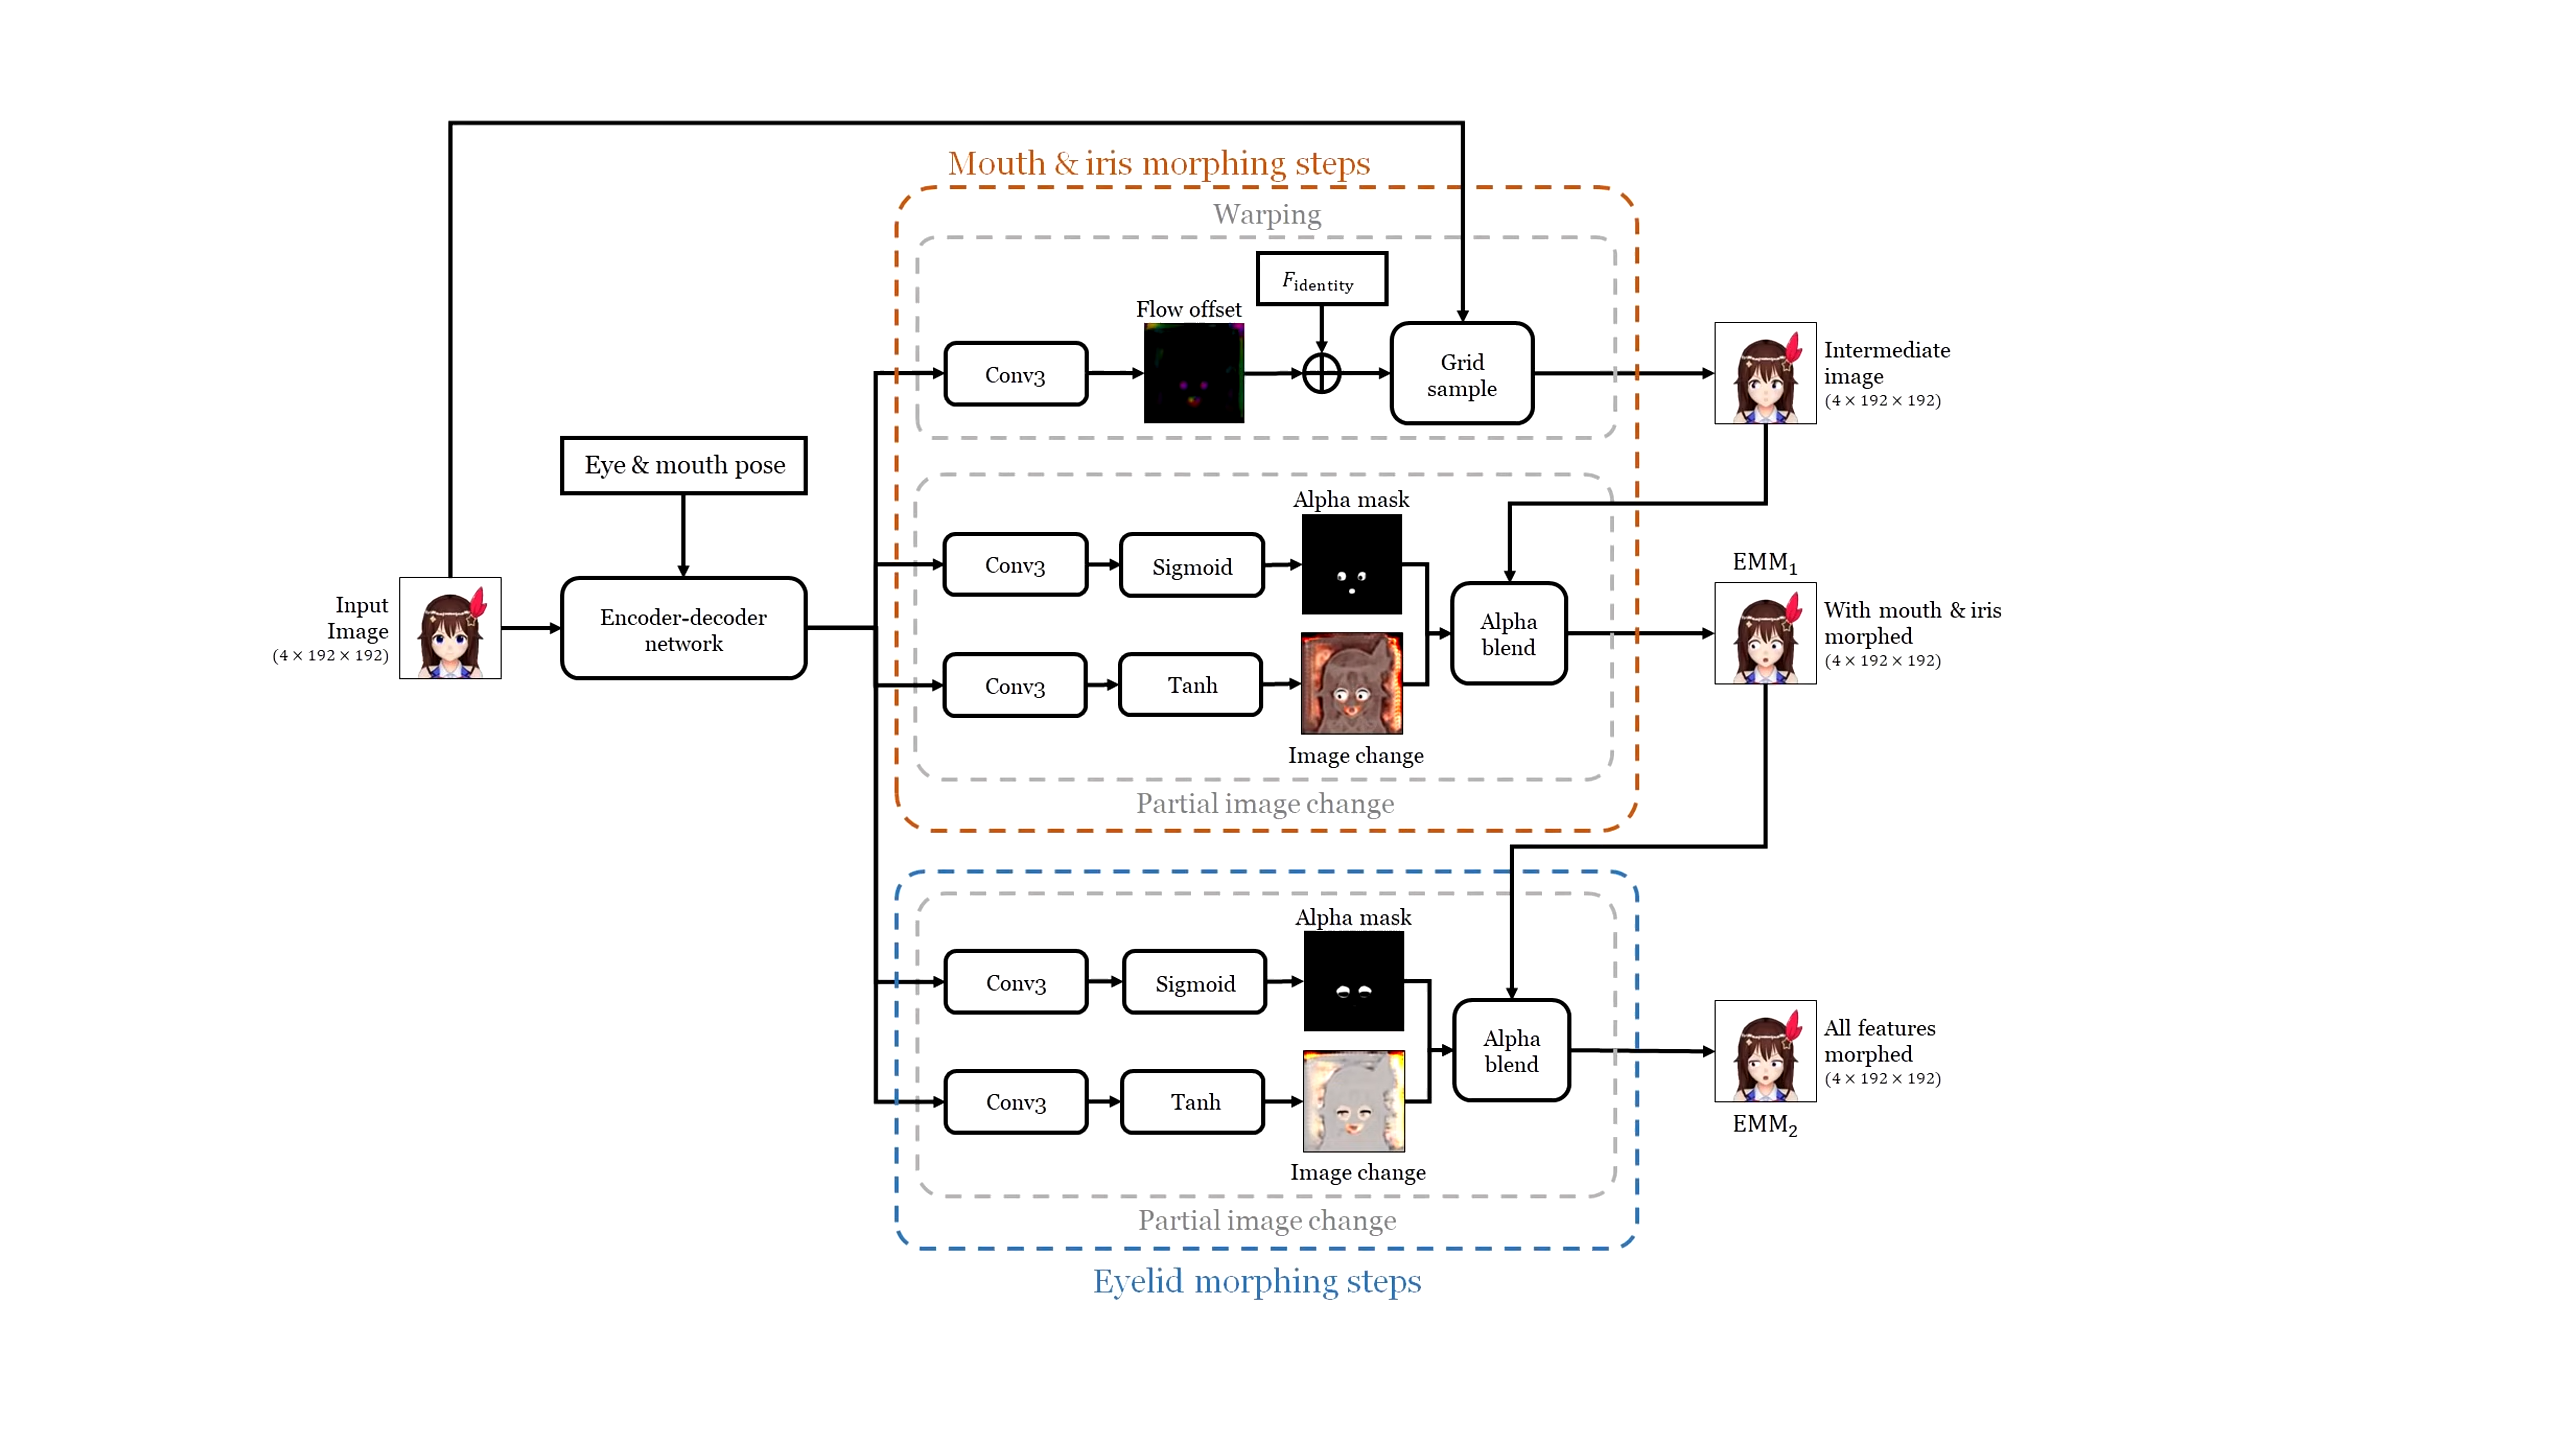 Mouth & iris morphing steps
Warping
F identity
Flow offset
Conv3
Grid
sample
Intermediate
image
(4 × 192 × 192)
Eye & mouth pose
Alpha mask
Conv3
Sigmoid
Input
Image
(4 × 192 × 192)
Encoder-decoder
network
Alpha
blend
EMM₁
With mouth & iris
morphed
(4 × 192 × 192)
Conv3
Tanh
Image change
Partial image change
Alpha mask
Conv3
Sigmoid
Alpha
blend
All features
morphed
(4 × 192 × 192)
EMM₂
Conv3
Tanh
Image change
Partial image change
Eyelid morphing steps